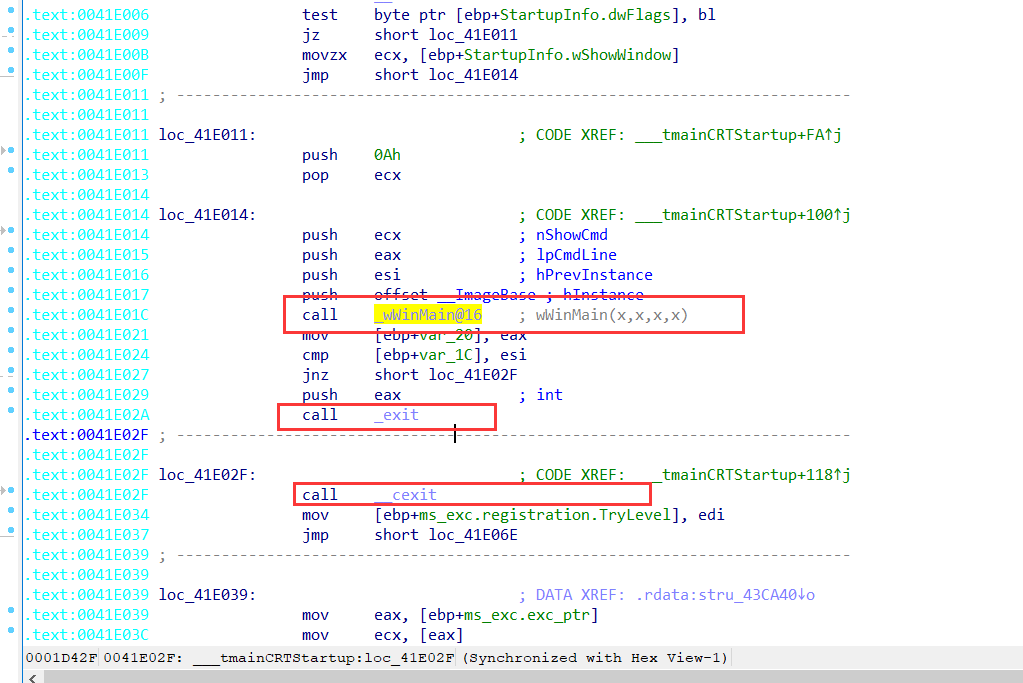 .text:0041E006 test byte ptr [ebp+StartupInfo.dwFlags], bl
.text:0041E009 jz short loc_41E011
.text:0041E00B movzx ecx, [ebp+StartupInfo.wShowWindow]
.text:0041E00F jmp short loc_41E014
.text:0041E011 ; ---------------------------------------------------------------------------
.text:0041E011
.text:0041E011 loc_41E011: ; CODE XREF: ___tmainCRTStartup+FA↑j
.text:0041E011 push 0Ah
.text:0041E013 pop ecx
.text:0041E014
.text:0041E014 loc_41E014: ; CODE XREF: ___tmainCRTStartup+100↑j
.text:0041E014 push ecx ; nShowCmd
.text:0041E015 push eax ; lpCmdLine
.text:0041E016 push esi ; hPrevInstance
.text:0041E017 push offset __ImageBase ; hInstance
.text:0041E01C call _wWinMain@16 ; wWinMain(x,x,x,x)
.text:0041E021 mov [ebp+var_20], eax
.text:0041E024 cmp [ebp+var_1C], esi
.text:0041E027 jnz short loc_41E02F
.text:0041E029 push eax ; int
.text:0041E02A call _exit
.text:0041E02F ; ---------------------------------------------------------------------------
.text:0041E02F
.text:0041E02F loc_41E02F: ; CODE XREF: ___tmainCRTStartup+118↑j
.text:0041E02F call __cexit
.text:0041E034 mov [ebp+ms_exc.registration.TryLevel], edi
.text:0041E037 jmp short loc_41E06E
.text:0041E039 ; ---------------------------------------------------------------------------
.text:0041E039
.text:0041E039 loc_41E039: ; DATA XREF: .rdata:stru_43CA40↓o
.text:0041E039 mov eax, [ebp+ms_exc.exc_ptr]
.text:0041E03C mov ecx, [eax]
0001D42F 0041E02F: ___tmainCRTStartup:loc_41E02F (Synchronized with Hex View-1)